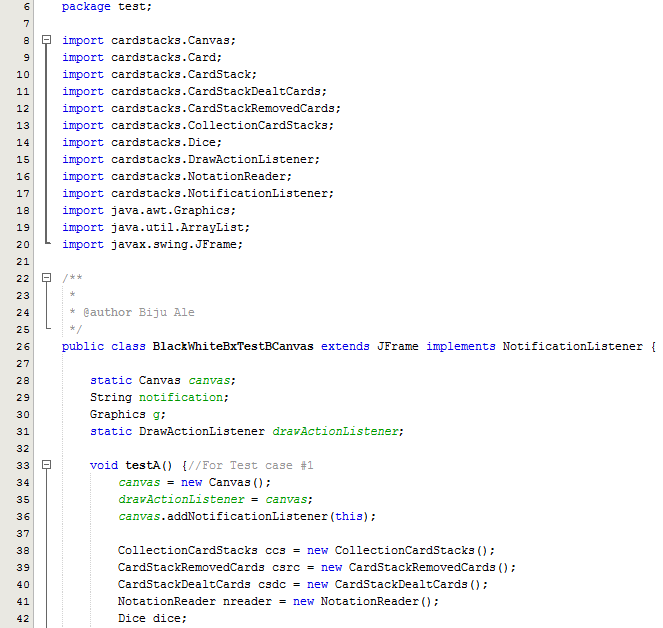 6 package test;
7
8 import cardstacks.Canvas;
9 import cardstacks.Card;
10 import cardstacks.CardStack;
11 import cardstacks.CardStackDealtCards;
12 import cardstacks.CardStackRemovedCards;
13 import cardstacks.CollectionCardStacks;
14 import cardstacks.Dice;
15 import cardstacks.DrawActionListener;
16 import cardstacks.NotationReader;
17 import cardstacks.NotificationListener;
18 import java.awt.Graphics;
19 import java.util.ArrayList;
20 import javax.swing.JFrame;
21
22 /**
23 *
24 * @author Biju Ale
25 */
26 public class BlackWhiteBxTestBCanvas extends JFrame implements NotificationListener {
27
28 static Canvas canvas;
29 String notification;
30 Graphics g;
31 static DrawActionListener drawActionListener;
32
33 void testA() {//For Test case #1
34 canvas = new Canvas();
35 drawActionListener = canvas;
36 canvas.addNotificationListener(this);
37
38 CollectionCardStacks ccs = new CollectionCardStacks();
39 CardStackRemovedCards csrc = new CardStackRemovedCards();
40 CardStackDealtCards csdc = new CardStackDealtCards();
41 NotationReader nreader = new NotationReader();
42 Dice dice;